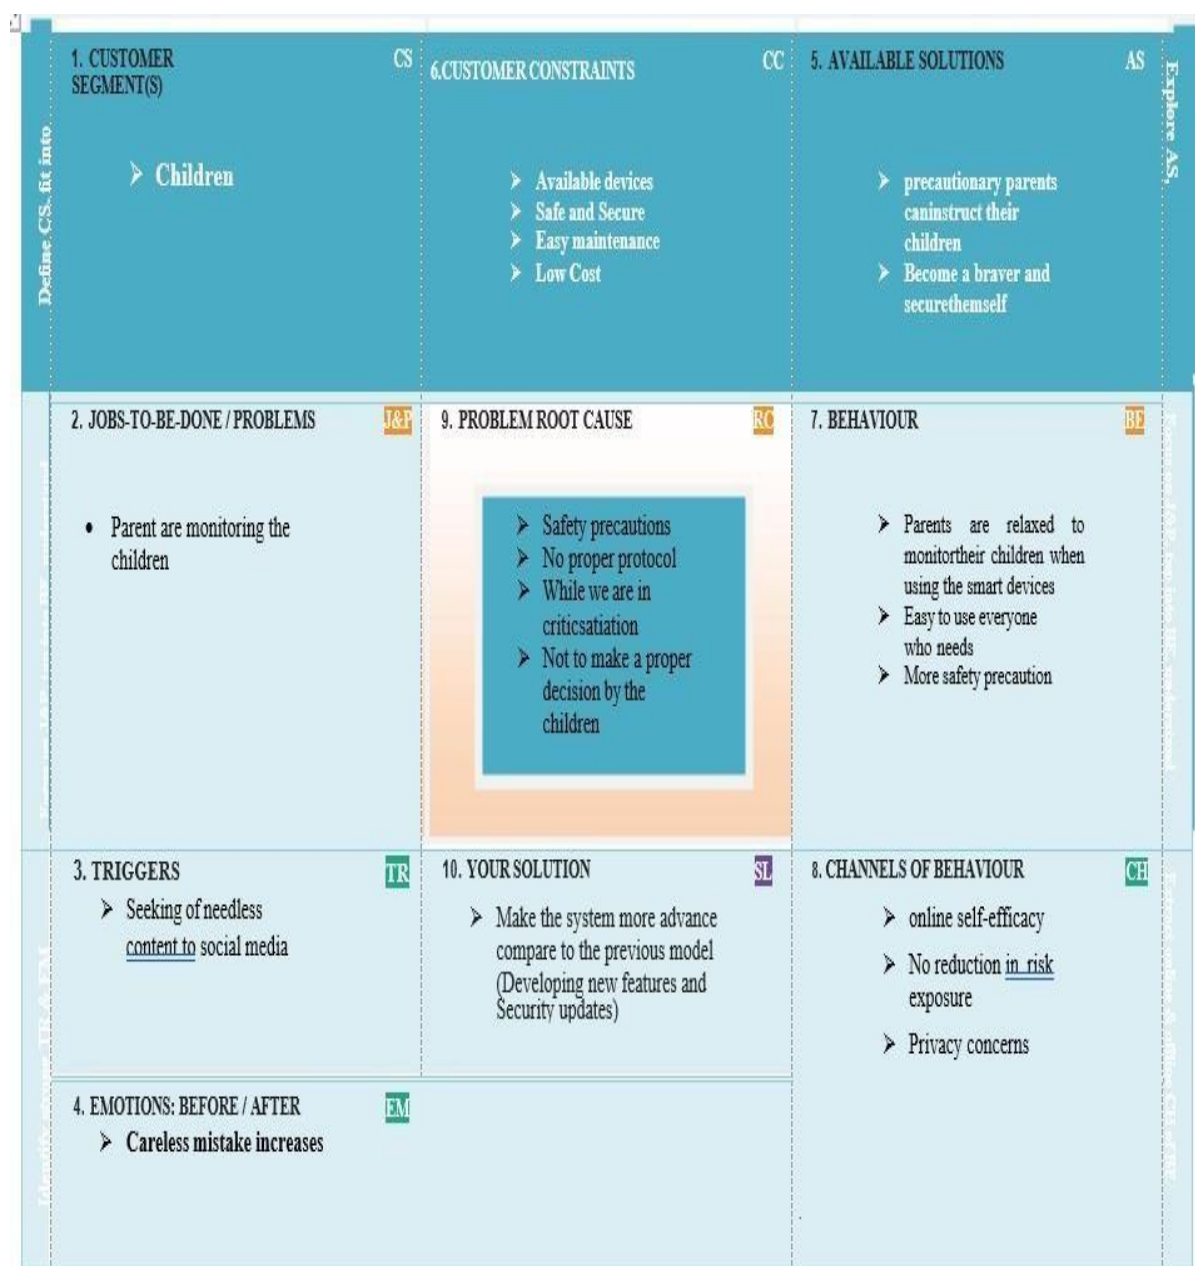 1. CUSTOMER
SEGMENT(S)
CS
Children
6.CUSTOMER CONSTRAINTS
CC
Available devices
Safe and Secure
Easy maintenance
Low Cost
5. AVAILABLE SOLUTIONS
AS
precautionary parents
caninstruct their
children
Become a braver and
securethemself
Define CS, fit into
Explore AS,
2. JOBS-TO-BE-DONE / PROBLEMS
J&P
Parent are monitoring the
children
9. PROBLEM ROOT CAUSE
RC
Safety precautions
No proper protocol
While we are in
criticsatiation
Not to make a proper
decision by the
children
7. BEHAVIOUR
BE
Parents are relaxed to
monitortheir children when
using the smart devices
Easy to use everyone
who needs
More safety precaution
3. TRIGGERS
TR
Seeking of needless
content to social media
10. YOUR SOLUTION
SL
Make the system more advance
compare to the previous model
(Developing new features and
Security updates)
8. CHANNELS OF BEHAVIOUR
CH
online self-efficacy
No reduction in risk
exposure
Privacy concerns
4. EMOTIONS: BEFORE / AFTER
EM
Careless mistake increases